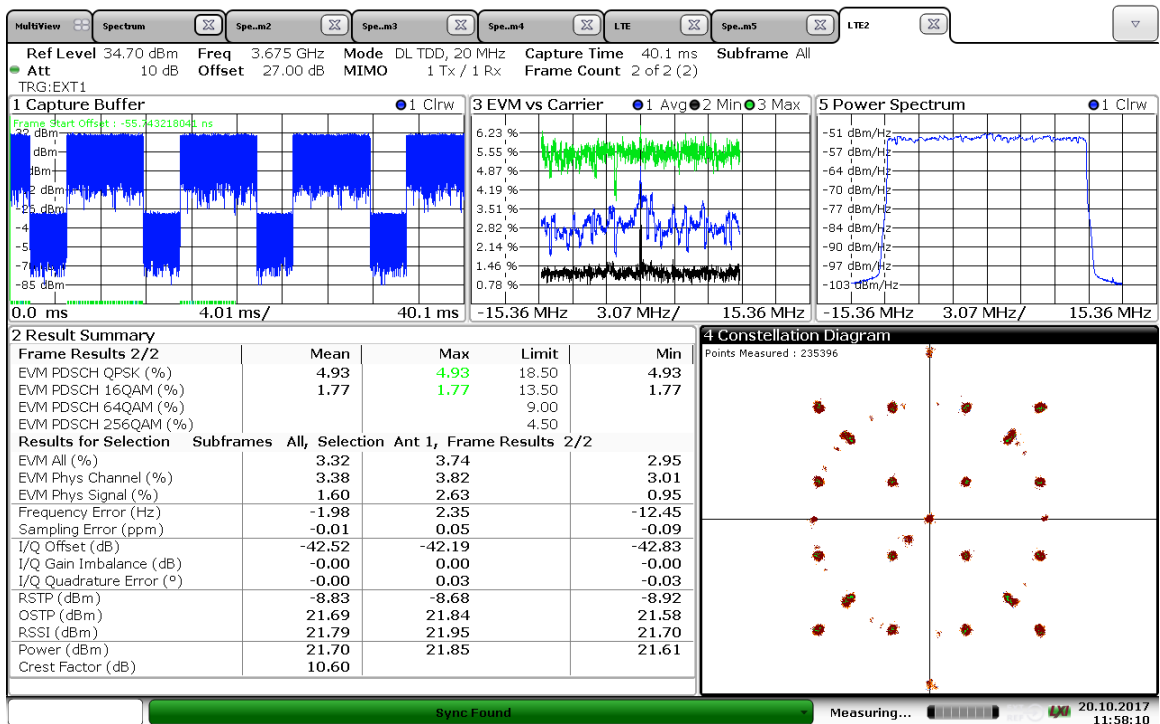 MultiView Spectrum Spe..m2 Spe..m3 Spe..m4 LTE Spe..m5 LTE2
Ref Level 34.70 dBm Freq 3.675 GHz Mode DL TDD, 20 MHz Capture Time 40.1 ms Subframe All
Att 10 dB Offset 27.00 dB MIMO 1 Tx / 1 Rx Frame Count 2 of 2 (2)
TRG:EXT1
1 Capture Buffer 1 Clrw
Frame Start Offset : -55.743218041 ns
-85 dBm
0.0 ms 4.01 ms/ 40.1 ms
3 EVM vs Carrier 1 Avg 2 Min 3 Max
6.23 %
5.55 %
4.87 %
4.19 %
3.51 %
2.82 %
2.14 %
1.46 %
0.78 %
-15.36 MHz 3.07 MHz/ 15.36 MHz
5 Power Spectrum 1 Clrw
-51 dBm/Hz
-57 dBm/Hz
-64 dBm/Hz
-70 dBm/Hz
-77 dBm/Hz
-84 dBm/Hz
-90 dBm/Hz
-97 dBm/Hz
-103 dBm/Hz
-15.36 MHz 3.07 MHz/ 15.36 MHz
2 Result Summary
Frame Results 2/2 Mean Max Limit Min
EVM PDSCH QPSK (%) 4.93 4.93 18.50 4.93
EVM PDSCH 16QAM (%) 1.77 1.77 13.50 1.77
EVM PDSCH 64QAM (%) 9.00
EVM PDSCH 256QAM (%) 4.50
Results for Selection Subframes All, Selection Ant 1, Frame Results 2/2
EVM All (%) 3.32 3.74 2.95
EVM Phys Channel (%) 3.38 3.82 3.01
EVM Phys Signal (%) 1.60 2.63 0.95
Frequency Error (Hz) -1.98 2.35 -12.45
Sampling Error (ppm) -0.01 0.05 -0.09
I/Q Offset (dB) -42.52 -42.19 -42.83
I/Q Gain Imbalance (dB) -0.00 0.00 -0.00
I/Q Quadrature Error (°) -0.00 0.03 -0.03
RSTP (dBm) -8.83 -8.68 -8.92
OSTP (dBm) 21.69 21.84 21.58
RSSI (dBm) 21.79 21.95 21.70
Power (dBm) 21.70 21.85 21.61
Crest Factor (dB) 10.60
4 Constellation Diagram
Points Measured : 235396
Sync Found
Measuring...
LXI
20.10.2017
11:58:10